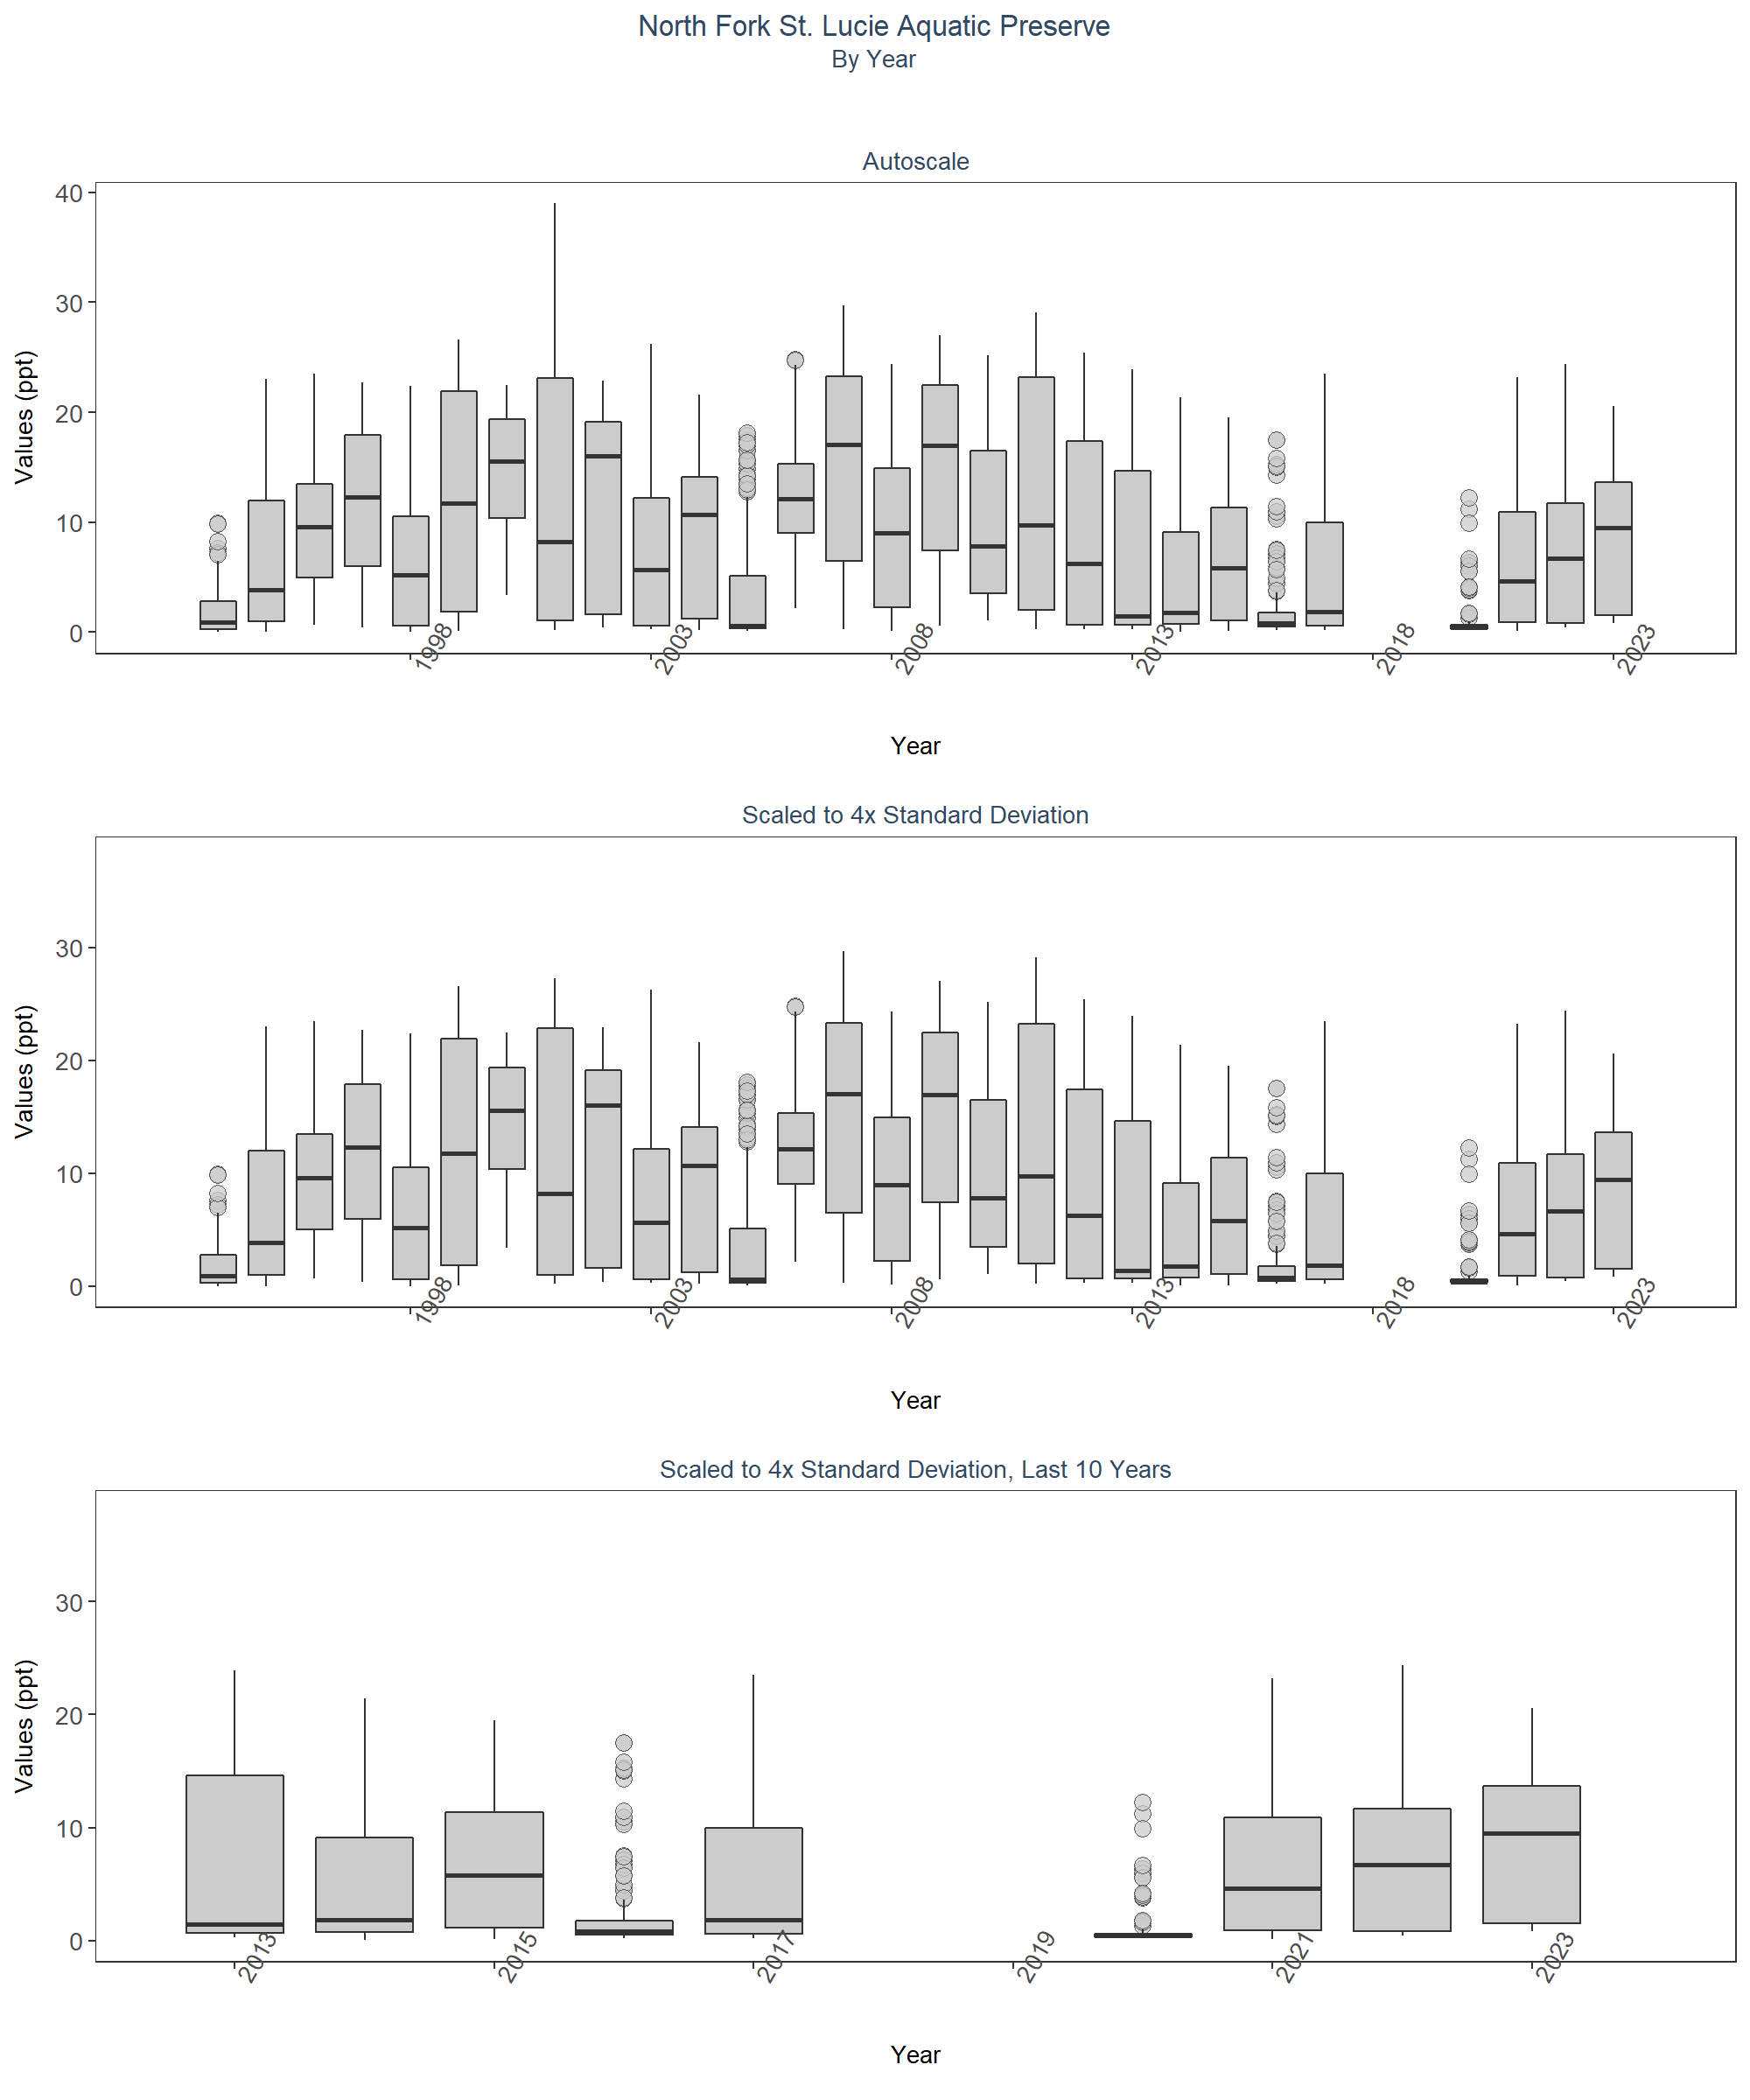 North Fork St. Lucie Aquatic Preserve
By Year
Autoscale
Values (ppt)
40
30
20
10
0
1998 2003 2008 2013 2018 2023
Year
Scaled to 4x Standard Deviation
Values (ppt)
30
20
10
0
1998 2003 2008 2013 2018 2023
Year
Scaled to 4x Standard Deviation, Last 10 Years
Values (ppt)
30
20
10
0
2013 2015 2017 2019 2021 2023
Year